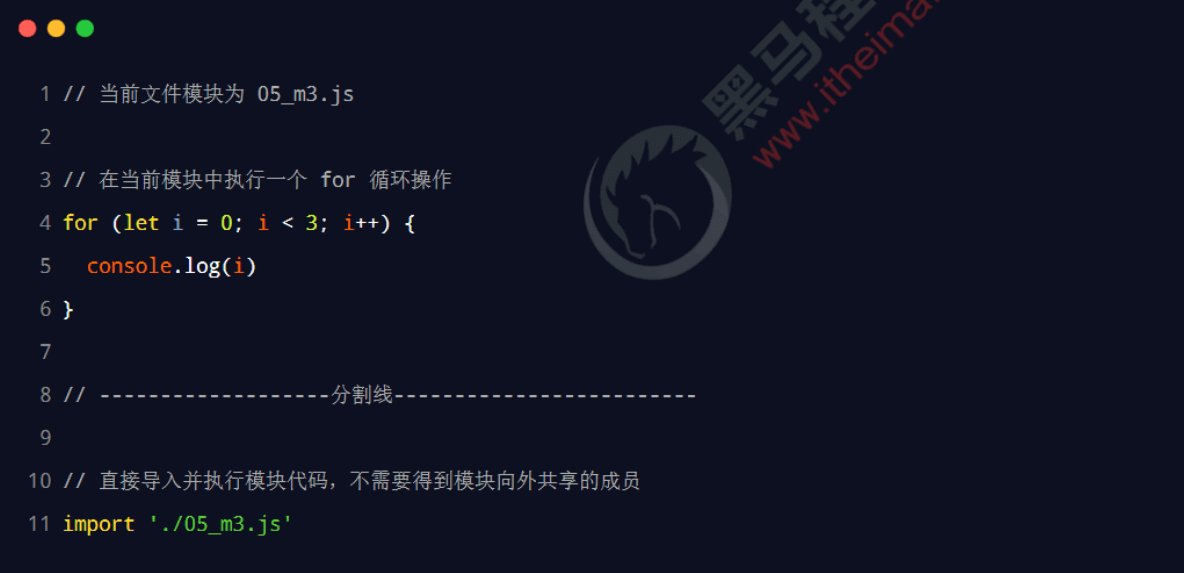 黑马程
www.itheima
1 // 当前文件模块为 05_m3.js
2
3 // 在当前模块中执行一个 for 循环操作
4 for (let i = 0; i < 3; i++) {
5   console.log(i)
6 }
7
8 // -------------------分割线-------------------------
9
10 // 直接导入并执行模块代码，不需要得到模块向外共享的成员
11 import './05_m3.js'